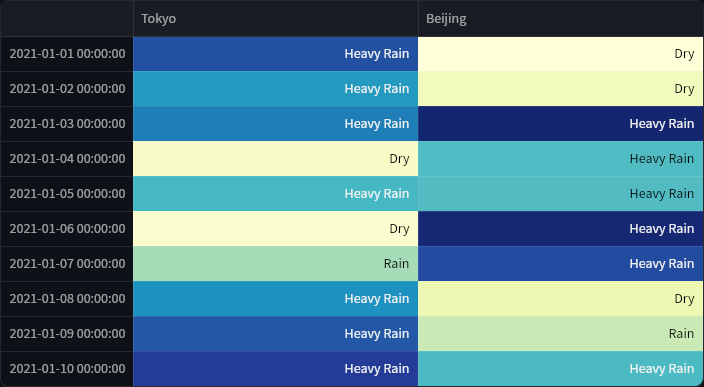 Tokyo Beijing
2021-01-01 00:00:00 Heavy Rain Dry
2021-01-02 00:00:00 Heavy Rain Dry
2021-01-03 00:00:00 Heavy Rain Heavy Rain
2021-01-04 00:00:00 Dry Heavy Rain
2021-01-05 00:00:00 Heavy Rain Heavy Rain
2021-01-06 00:00:00 Dry Heavy Rain
2021-01-07 00:00:00 Rain Heavy Rain
2021-01-08 00:00:00 Heavy Rain Dry
2021-01-09 00:00:00 Heavy Rain Rain
2021-01-10 00:00:00 Heavy Rain Heavy Rain